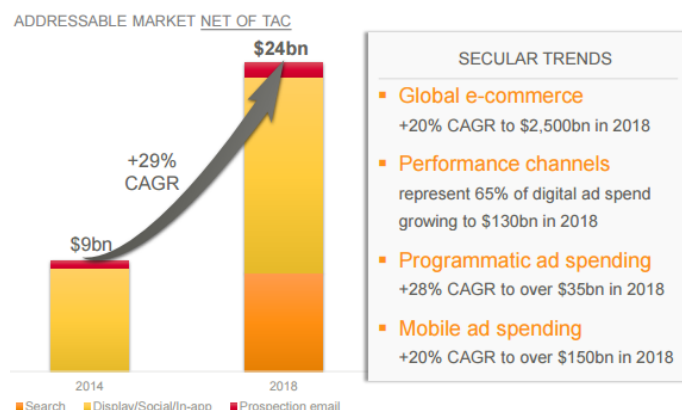 ADDRESSABLE MARKET NET OF TAC
$24bn
+29%
CAGR
$9bn
2014
2018
Search
Display/Social/In-app
Prospection email
SECULAR TRENDS
Global e-commerce
+20% CAGR to $2,500bn in 2018
Performance channels
represent 65% of digital ad spend
growing to $130bn in 2018
Programmatic ad spending
+28% CAGR to over $35bn in 2018
Mobile ad spending
+20% CAGR to over $150bn in 2018